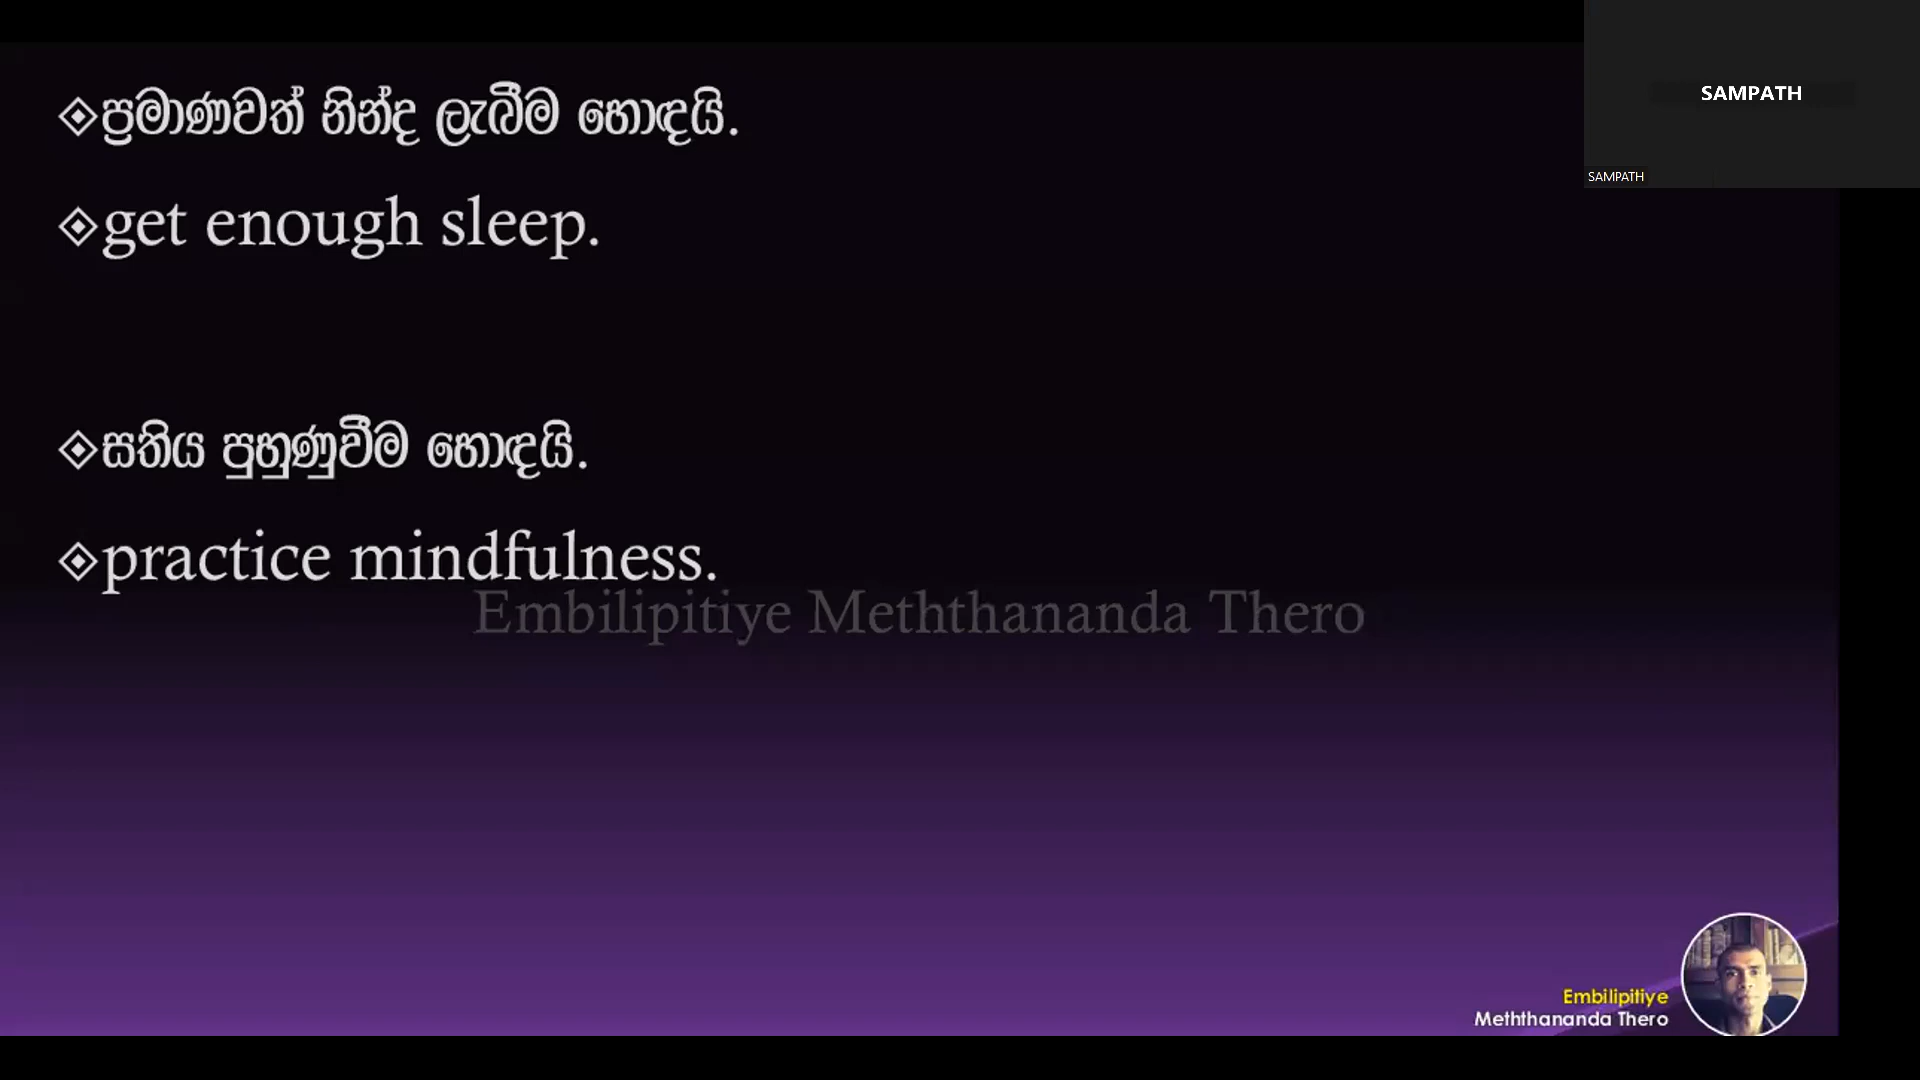 ප්‍රමාණවත් නින්ද ලැබීම හොඳයි.
get enough sleep.
සතිය පුහුණුවීම හොඳයි.
practice mindfulness.
Embilipitiye Meththananda Thero
SAMPATH
SAMPATH
Embilipitiye
Meththananda Thero